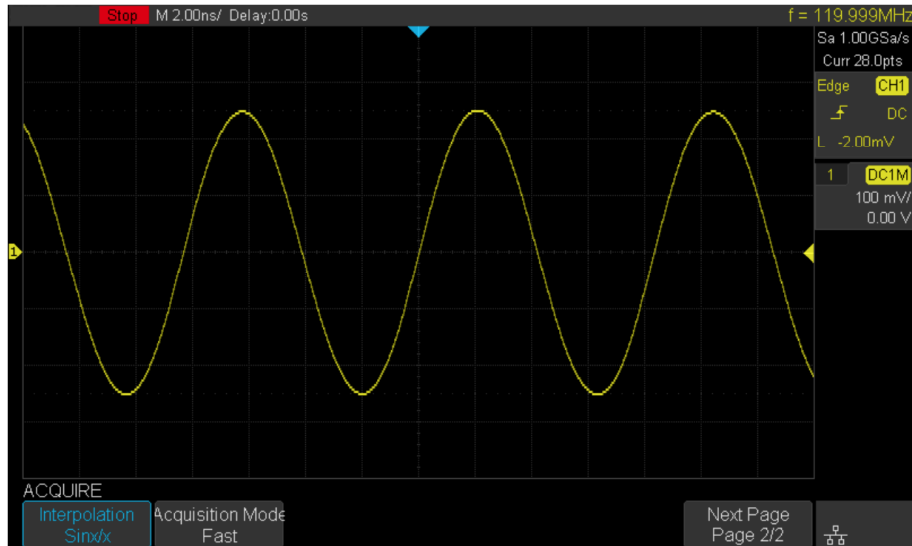 Stop M 2.00ns/ Delay:0.00s f = 119.999MHz
Sa 1.00GSa/s
Curr 28.0pts
Edge CH1
DC
L -2.00mV
1 DC1M
100 mV/
0.00 V
1
ACQUIRE
Interpolation
Sinx/x
Acquisition Mode
Fast
Next Page
Page 2/2